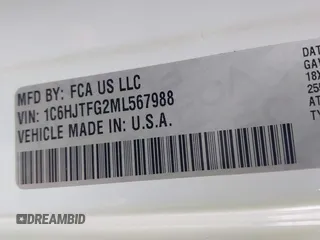 MFD BY: FCA US LLC
VIN: 1C6HJTFG2ML567988
VEHICLE MADE IN: U.S.A.
DREAMBID